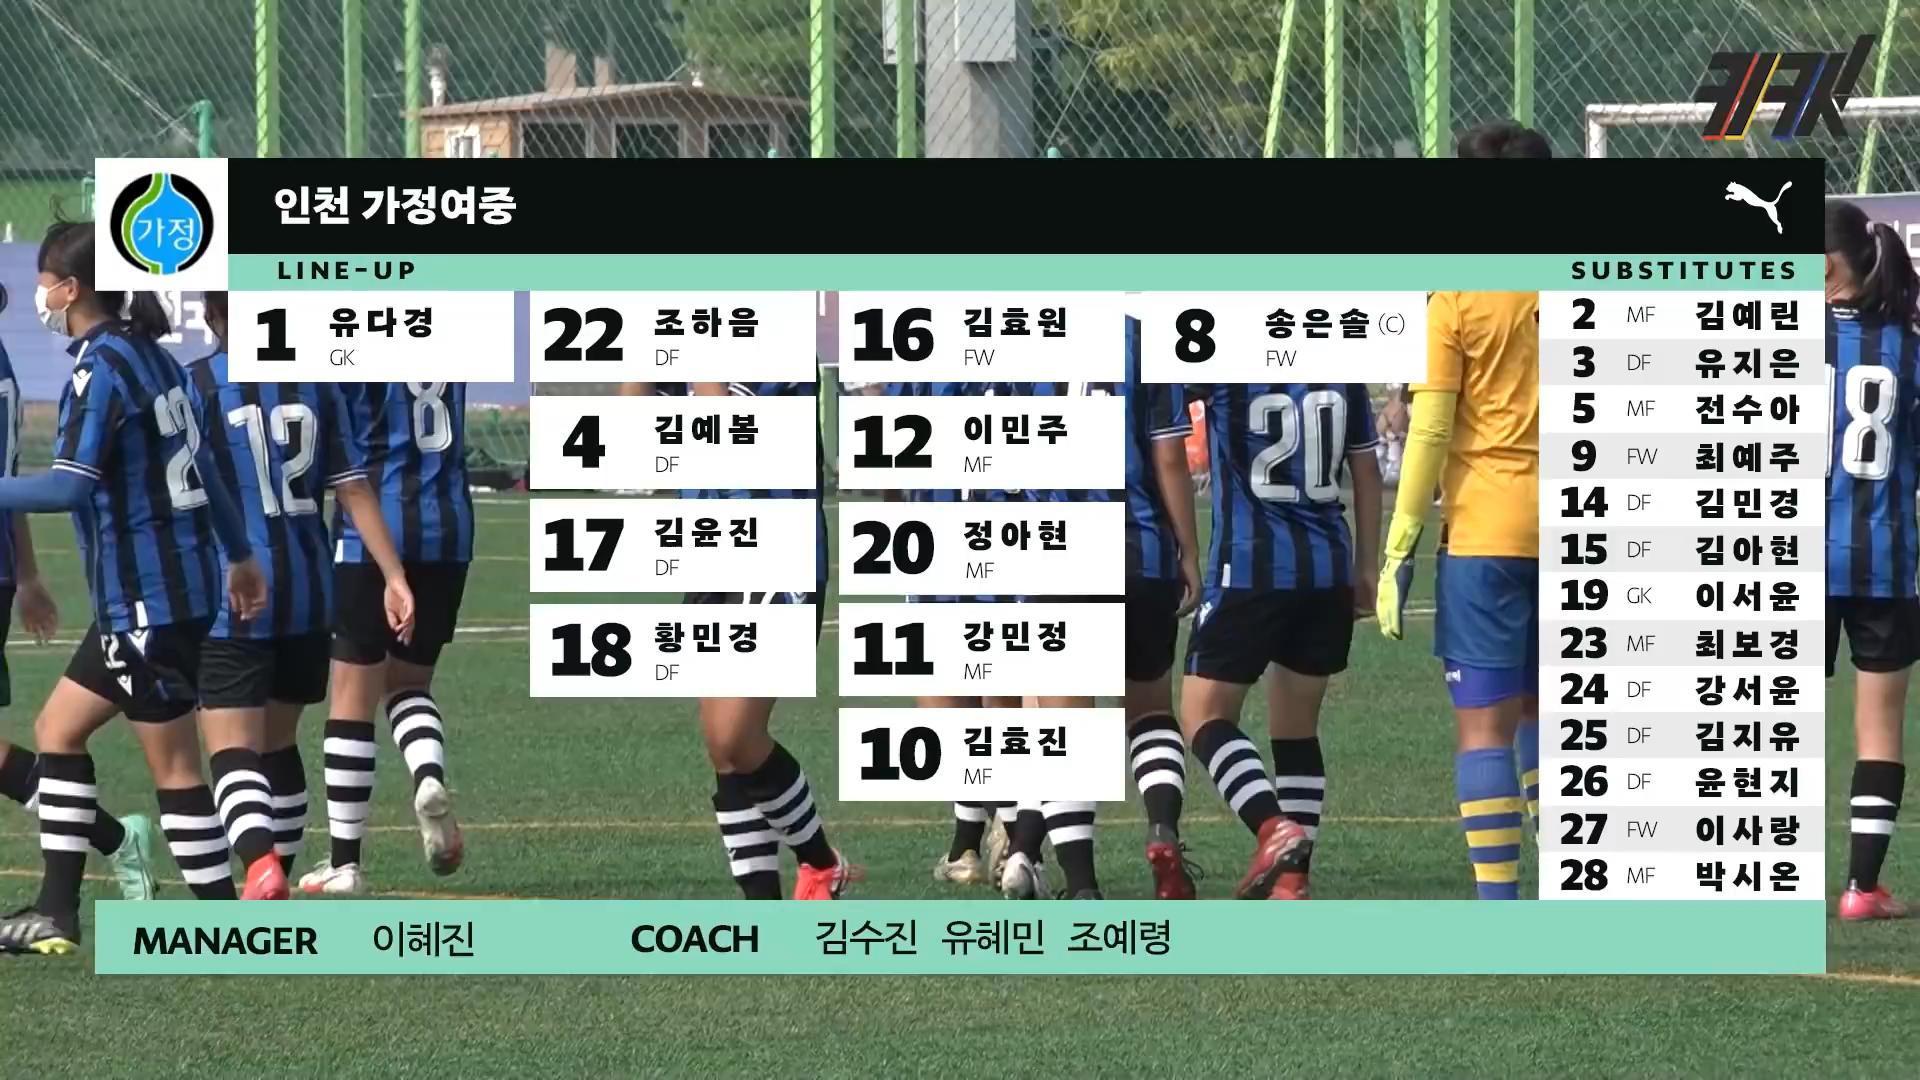 키카
가정
인천 가정여중
LINE-UP
SUBSTITUTES
1 유다경
GK
22 조하음
DF
4 김예봄
DF
17 김윤진
DF
18 황민경
DF
16 김효원
FW
12 이민주
MF
20 정아현
MF
11 강민정
MF
10 김효진
MF
8 송은솔 (C)
FW
2 MF 김예린
3 DF 유지은
5 MF 전수아
9 FW 최예주
14 DF 김민경
15 DF 김아현
19 GK 이서윤
23 MF 최보경
24 DF 강서윤
25 DF 김지유
26 DF 윤현지
27 FW 이사랑
28 MF 박시온
MANAGER 이혜진
COACH 김수진 유혜민 조예령
2
12
8
20
18